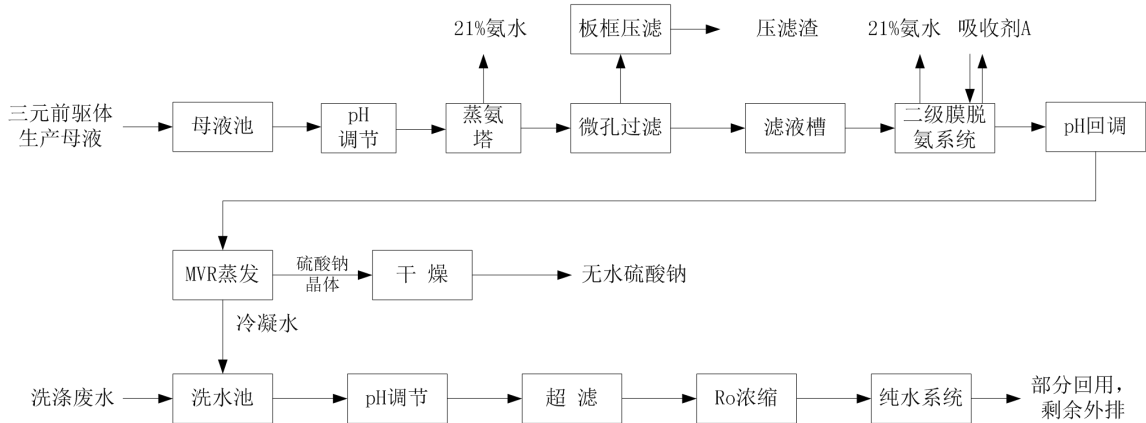 21%氨水
板框压滤
压滤渣
21%氨水
吸收剂A
三元前驱体
生产母液
母液池
pH
调节
蒸氨
塔
微孔过滤
滤液槽
二级膜脱
氨系统
pH回调
MVR蒸发
硫酸钠
晶体
干 燥
无水硫酸钠
冷凝水
洗涤废水
洗水池
pH调节
超 滤
Ro浓缩
纯水系统
部分回用，
剩余外排